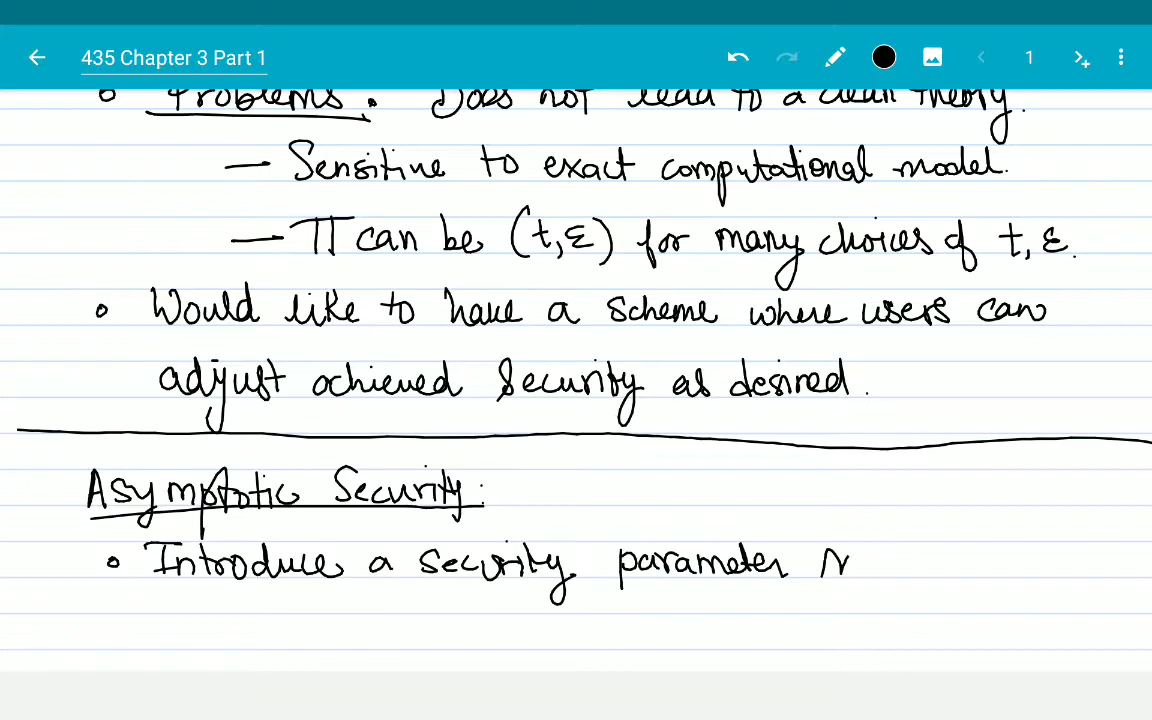 435 Chapter 3 Part 1
1
Problems. Does not lead to a clean theory.
— Sensitive to exact computational model.
— Π can be (t,ε) for many choices of t, ε.
• Would like to have a scheme where users can
adjust achieved security as desired.
Asymptotic Security:
• Introduce a security parameter n